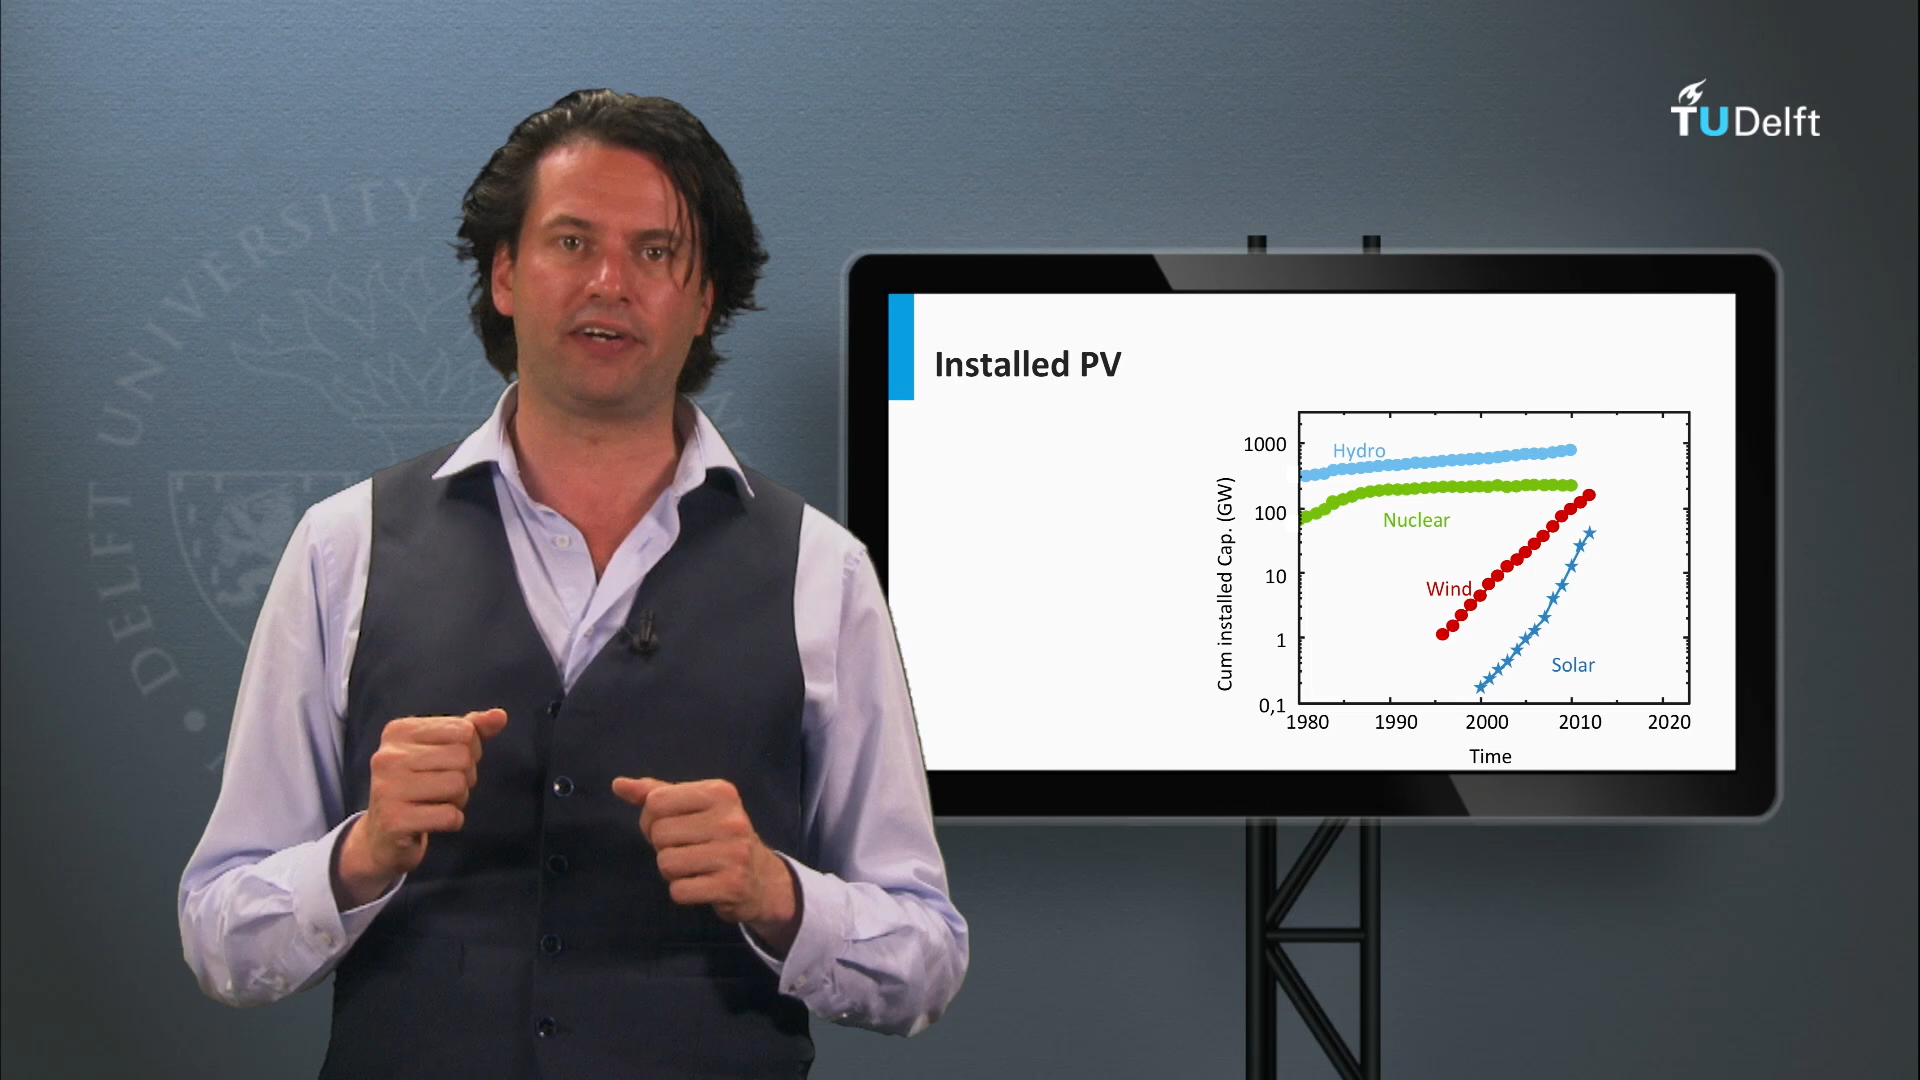 TU Delft
DELFT UNIVERSITY
Installed PV
Cum installed Cap. (GW)
1000
100
10
1
0,1
Hydro
Nuclear
Wind
Solar
1980 1990 2000 2010 2020
Time